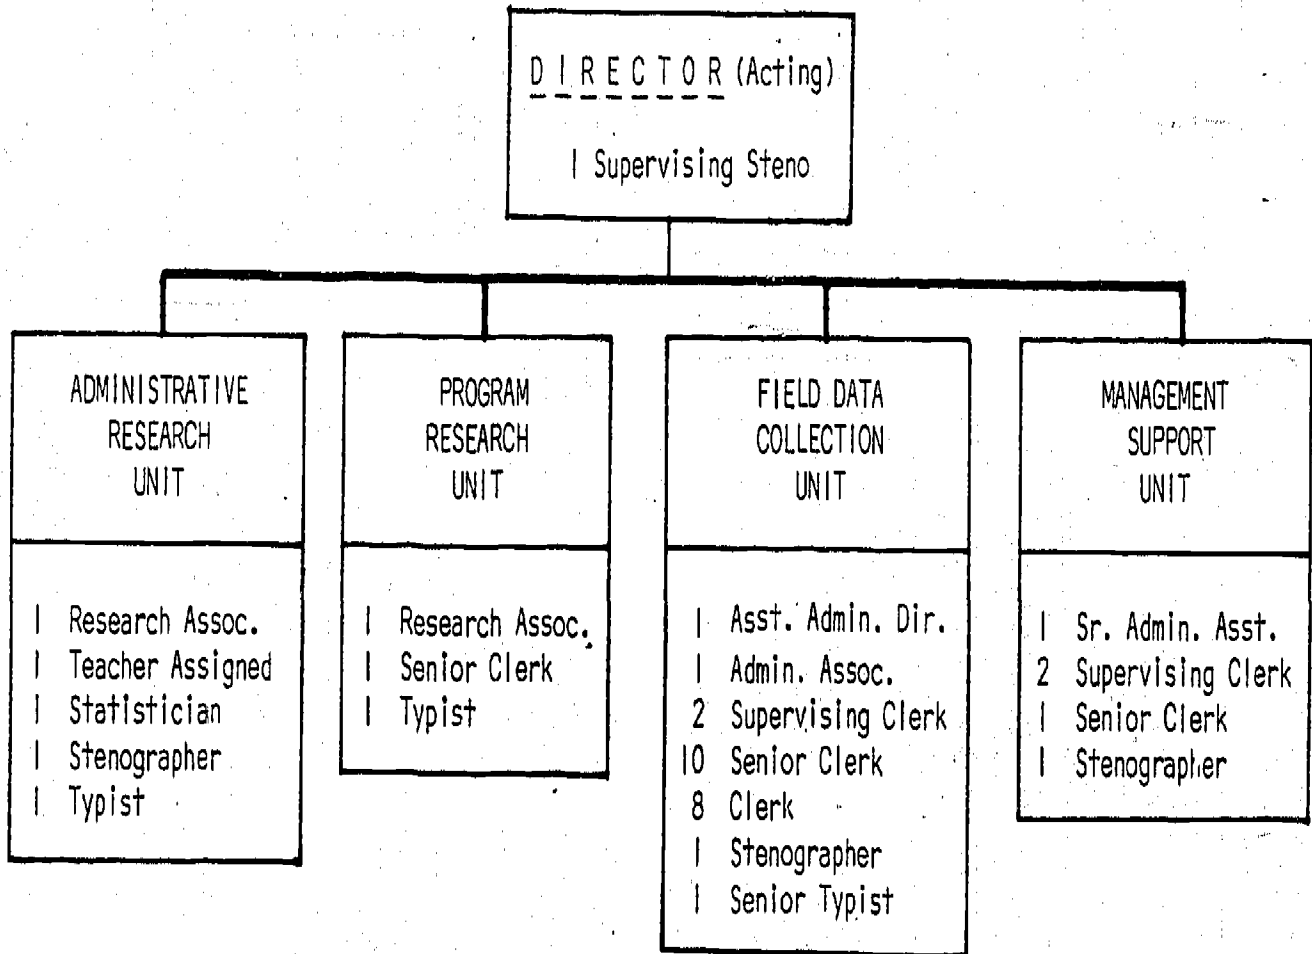 DIRECTOR (Acting)
1 Supervising Steno
ADMINISTRATIVE
RESEARCH
UNIT
1 Research Assoc.
1 Teacher Assigned
1 Statistician
1 Stenographer
1 Typist
PROGRAM
RESEARCH
UNIT
1 Research Assoc.
1 Senior Clerk
1 Typist
FIELD DATA
COLLECTION
UNIT
1 Asst. Admin. Dir.
1 Admin. Assoc.
2 Supervising Clerk
10 Senior Clerk
8 Clerk
1 Stenographer
1 Senior Typist
MANAGEMENT
SUPPORT
UNIT
1 Sr. Admin. Asst.
2 Supervising Clerk
1 Senior Clerk
1 Stenographer